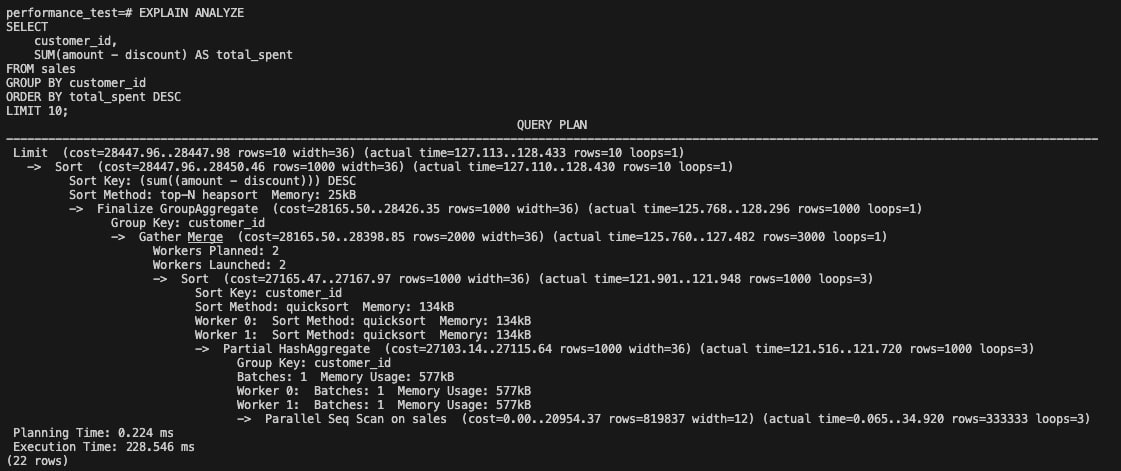 performance_test=# EXPLAIN ANALYZE
SELECT
    customer_id,
    SUM(amount - discount) AS total_spent
FROM sales
GROUP BY customer_id
ORDER BY total_spent DESC
LIMIT 10;
QUERY PLAN
Limit  (cost=28447.96..28447.98 rows=10 width=36) (actual time=127.113..128.433 rows=10 loops=1)
  ->  Sort  (cost=28447.96..28450.46 rows=1000 width=36) (actual time=127.110..128.430 rows=10 loops=1)
        Sort Key: (sum((amount - discount))) DESC
        Sort Method: top-N heapsort  Memory: 25kB
        ->  Finalize GroupAggregate  (cost=28165.50..28426.35 rows=1000 width=36) (actual time=125.768..128.296 rows=1000 loops=1)
              Group Key: customer_id
              ->  Gather Merge  (cost=28165.50..28398.85 rows=2000 width=36) (actual time=125.760..127.482 rows=3000 loops=1)
                    Workers Planned: 2
                    Workers Launched: 2
                    ->  Sort  (cost=27165.47..27167.97 rows=1000 width=36) (actual time=121.901..121.948 rows=1000 loops=3)
                          Sort Key: customer_id
                          Sort Method: quicksort  Memory: 134kB
                          Worker 0:  Sort Method: quicksort  Memory: 134kB
                          Worker 1:  Sort Method: quicksort  Memory: 134kB
                          ->  Partial HashAggregate  (cost=27103.14..27115.64 rows=1000 width=36) (actual time=121.516..121.720 rows=1000 loops=3)
                                Group Key: customer_id
                                Batches: 1  Memory Usage: 577kB
                                Worker 0:  Batches: 1  Memory Usage: 577kB
                                Worker 1:  Batches: 1  Memory Usage: 577kB
                                ->  Parallel Seq Scan on sales  (cost=0.00..20954.37 rows=819837 width=12) (actual time=0.065..34.920 rows=333333 loops=3)
Planning Time: 0.224 ms
Execution Time: 228.546 ms
(22 rows)